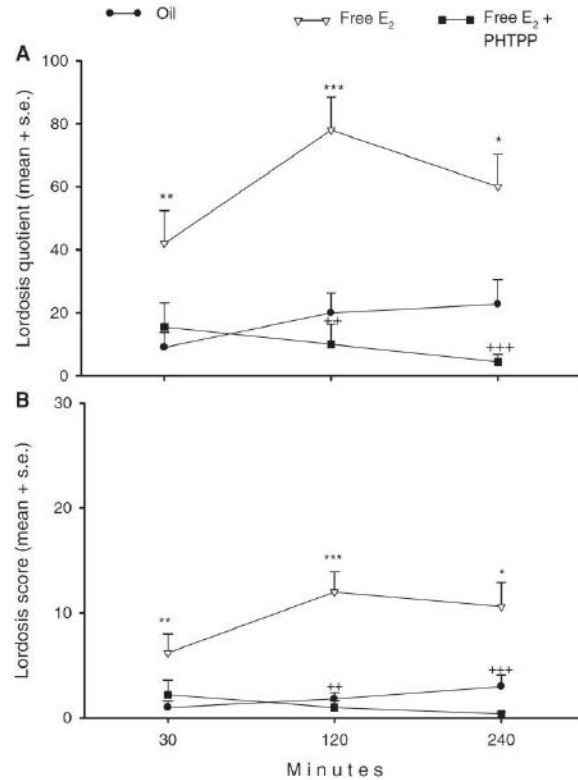 Oil
Free E₂
Free E₂ +
PHTPP
A
Lordosis quotient (mean + s.e.)
100
80
60
40
20
0
**
***
*
++
+++
B
Lordosis score (mean + s.e.)
30
20
10
0
**
***
*
++
+++
30
120
240
Minutes